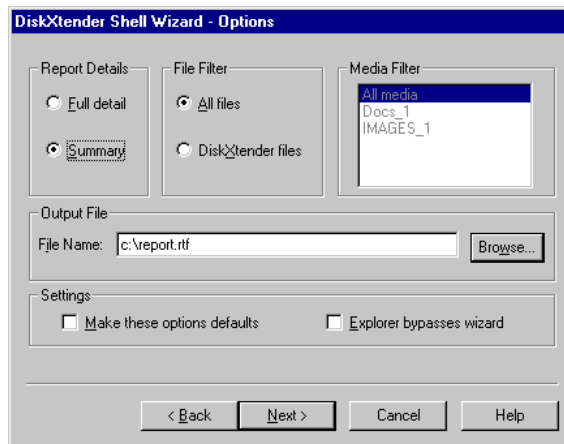 DiskXtender Shell Wizard - Options
Report Details
Full detail
Summary
File Filter
All files
DiskXtender files
Media Filter
All media
Docs_1
IMAGES_1
Output File
File Name: c:\report.rtf Browse...
Settings
Make these options defaults Explorer bypasses wizard
< Back Next > Cancel Help